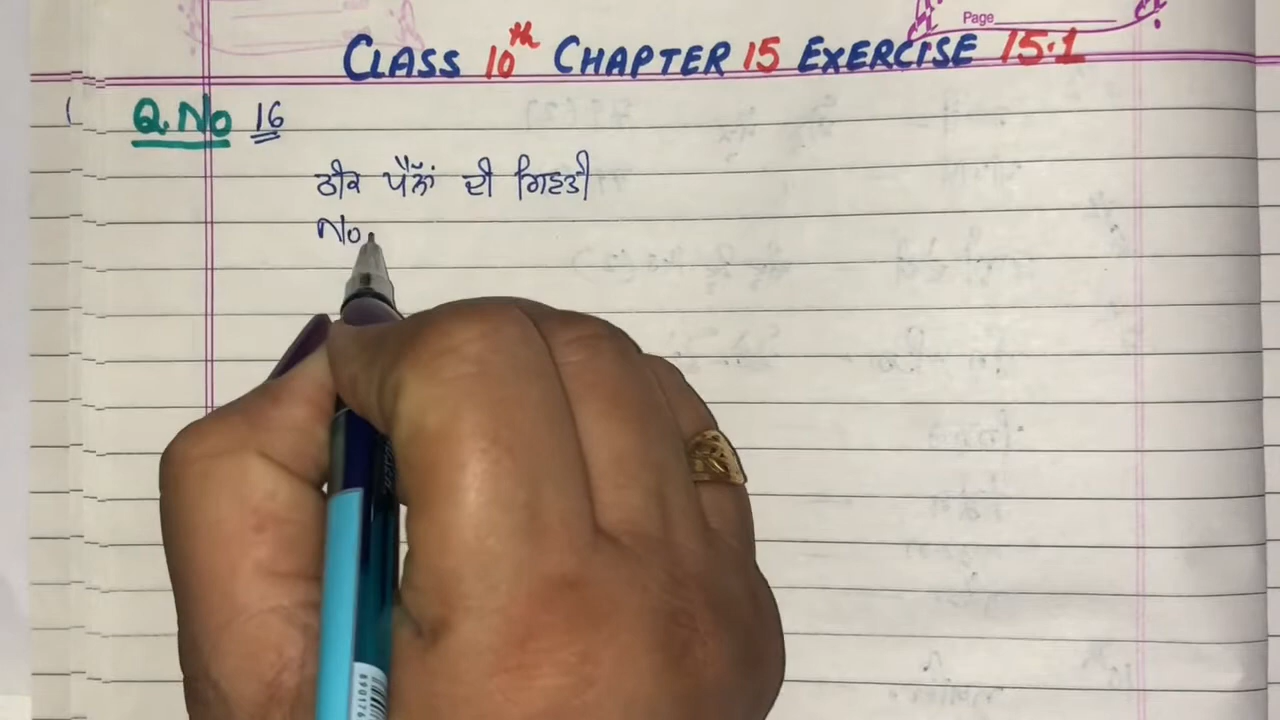 Page
CLASS 10th CHAPTER 15 EXERCISE 15.1
Q.No 16
ਠੀਕ ਪੈੱਨਾਂ ਦੀ ਗਿਣਤੀ
No.